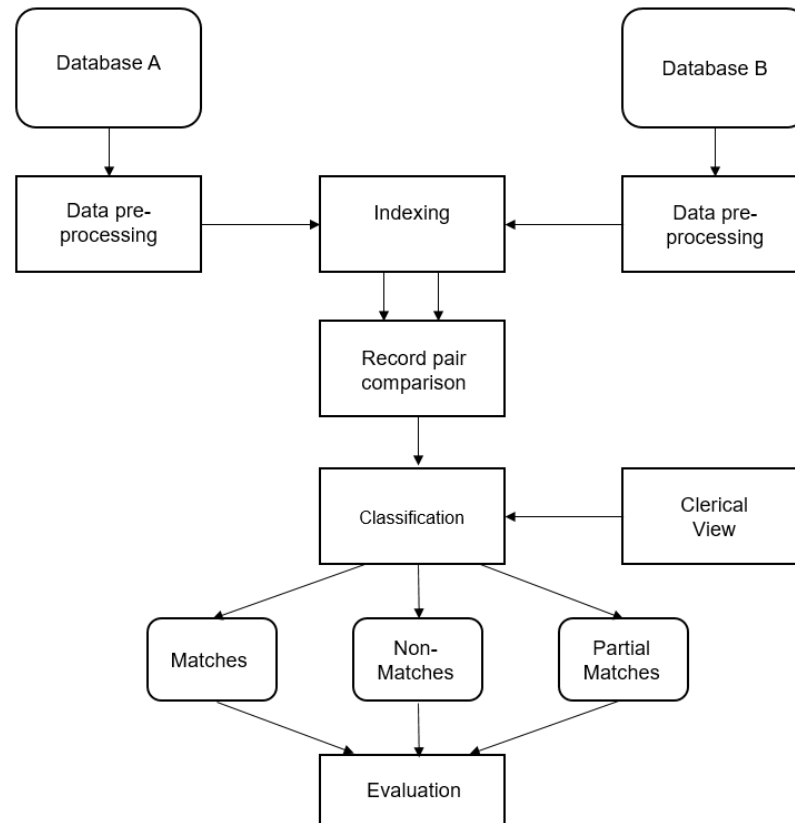 Database A
Database B
Data pre-
processing
Indexing
Data pre-
processing
Record pair
comparison
Classification
Clerical
View
Matches
Non-
Matches
Partial
Matches
Evaluation